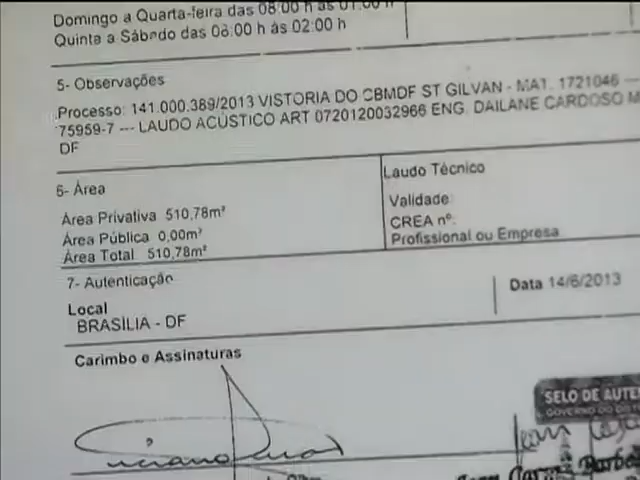 Domingo a Quarta-feira das 08:00 h às 01:00 h
Quinta a Sábado das 08:00 h às 02:00 h
5- Observações
Processo: 141.000.389/2013 VISTORIA DO CBMDF ST GILVAN - MAT. 1721046 ---
75959-7 --- LAUDO ACÚSTICO ART 0720120032966 ENG. DAILANE CARDOSO M
DF
6- Área
Área Privativa 510,78m²
Área Pública 0,00m²
Área Total 510,78m²
Laudo Técnico
Validade:
CREA nº:
Profissional ou Empresa
7- Autenticação
Local
BRASÍLIA - DF
Data 14/6/2013
Carimbo e Assinaturas
SELO DE AUTE